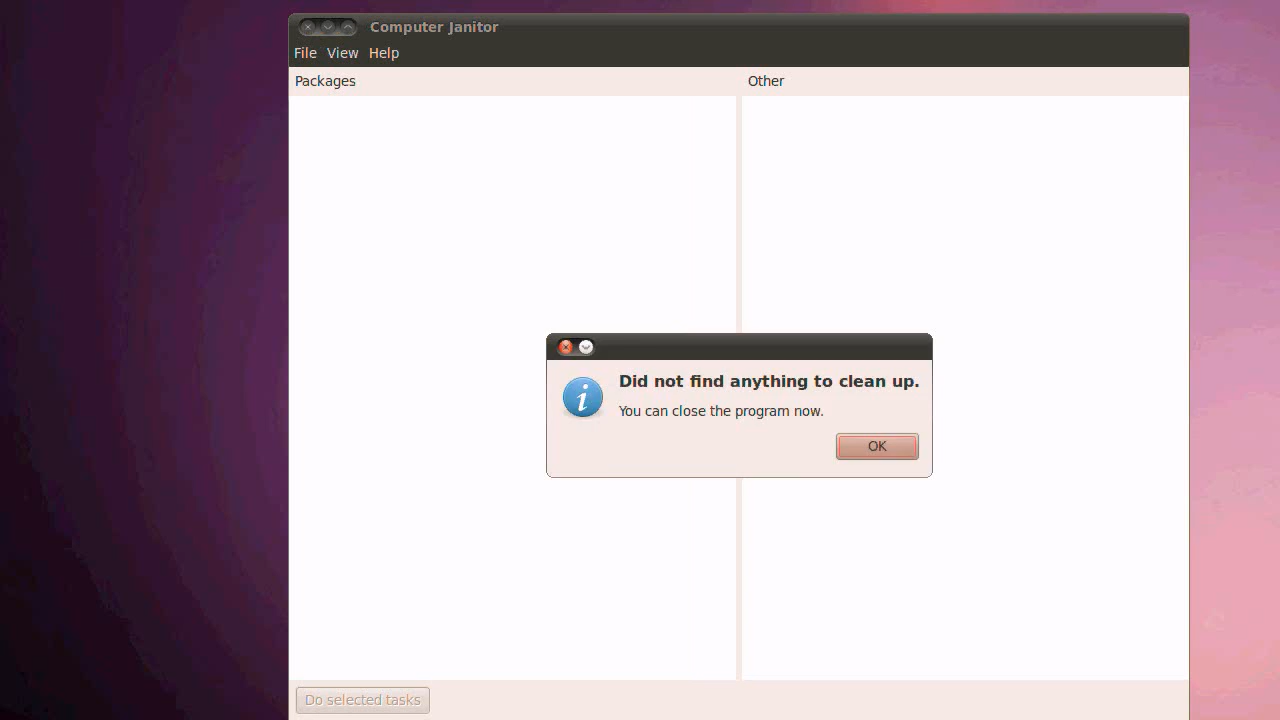 Computer Janitor
File View Help
Packages Other
Did not find anything to clean up.
You can close the program now.
OK
Do selected tasks